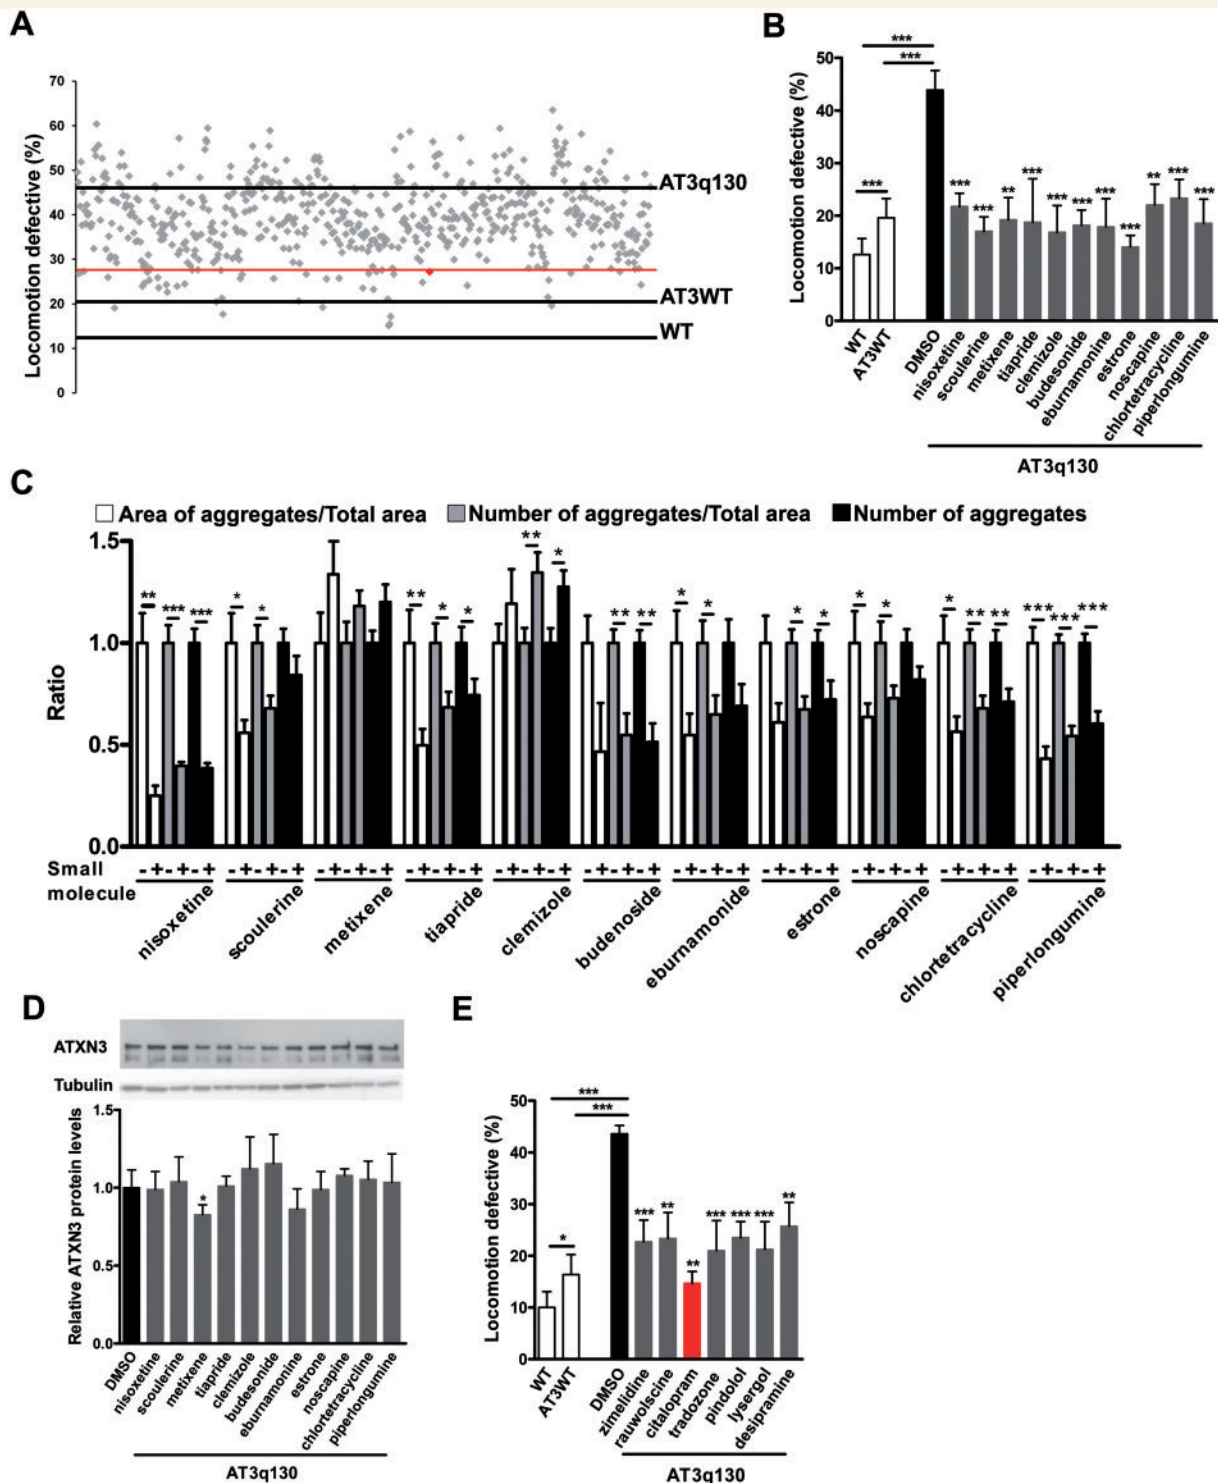 A
Locomotion defective (%)
70
60
50
40
30
20
10
0
AT3q130
AT3WT
WT
B
Locomotion defective (%)
50
40
30
20
10
0
***
***
***
***
***
**
***
***
***
***
***
**
***
***
WT
AT3WT
DMSO
nisoxetine
scoulerine
metixene
tiapride
clemizole
budesonide
eburnamonine
estrone
noscapine
chlortetracycline
piperlongumine
AT3q130
C
Area of aggregates/Total area Number of aggregates/Total area Number of aggregates
Ratio
1.5
1.0
0.5
0.0
** *** ***
* *
** * *
** *
** **
* *
* *
* *
* ** **
*** *** ***
Small molecule
- + - + - +
- + - + - +
- + - + - +
- + - + - +
- + - + - +
- + - + - +
- + - + - +
- + - + - +
- + - + - +
- + - + - +
- + - + - +
nisoxetine
scoulerine
metixene
tiapride
clemizole
budenoside
eburnamonide
estrone
noscapine
chlortetracycline
piperlongumine
D
ATXN3
Tubulin
Relative ATXN3 protein levels
1.5
1.0
0.5
0.0
*
DMSO
nisoxetine
scoulerine
metixene
tiapride
clemizole
budesonide
eburnamonine
estrone
noscapine
chlortetracycline
piperlongumine
AT3q130
E
Locomotion defective (%)
50
40
30
20
10
0
***
***
*
***
**
**
***
***
***
**
WT
AT3WT
DMSO
zimelidine
rauwolscine
citalopram
tradozone
pindolol
lysergol
desipramine
AT3q130